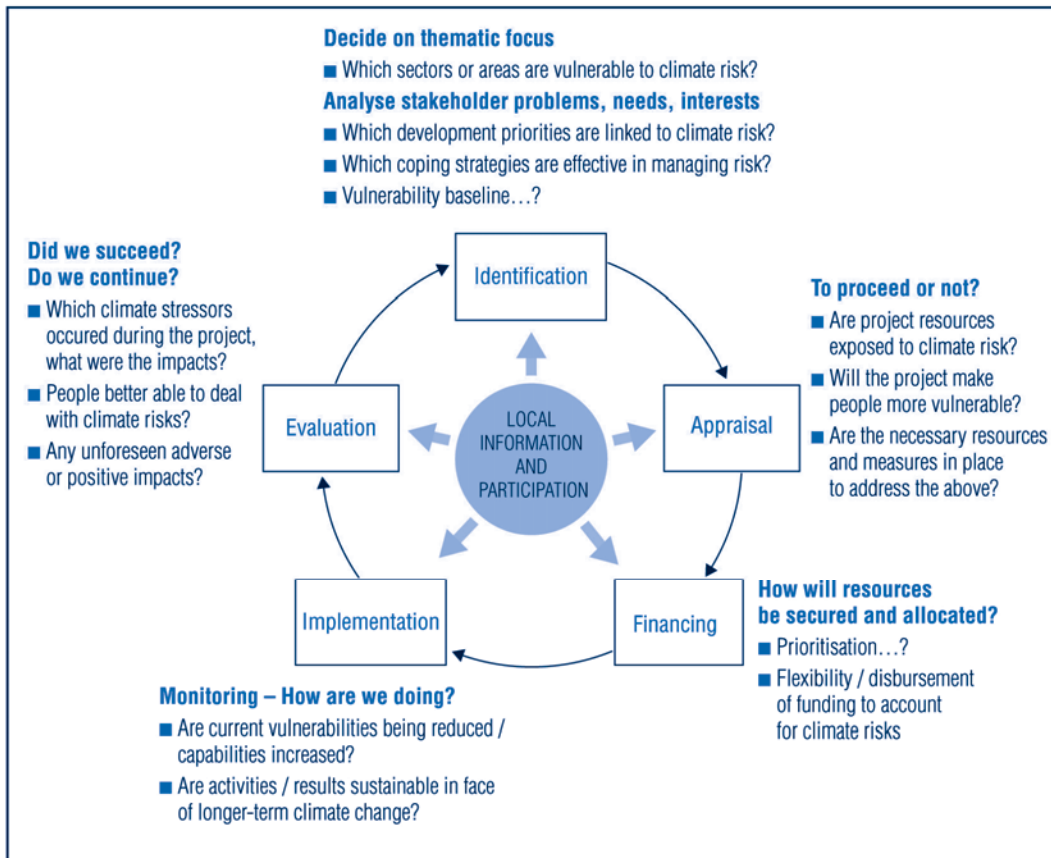 Decide on thematic focus
■ Which sectors or areas are vulnerable to climate risk?
Analyse stakeholder problems, needs, interests
■ Which development priorities are linked to climate risk?
■ Which coping strategies are effective in managing risk?
■ Vulnerability baseline…?
Identification
Did we succeed?
Do we continue?
■ Which climate stressors
occured during the project,
what were the impacts?
■ People better able to deal
with climate risks?
■ Any unforeseen adverse
or positive impacts?
Evaluation
LOCAL
INFORMATION
AND
PARTICIPATION
Appraisal
To proceed or not?
■ Are project resources
exposed to climate risk?
■ Will the project make
people more vulnerable?
■ Are the necessary resources
and measures in place
to address the above?
Implementation
Financing
How will resources
be secured and allocated?
■ Prioritisation…?
■ Flexibility / disbursement
of funding to account
for climate risks
Monitoring – How are we doing?
■ Are current vulnerabilities being reduced /
capabilities increased?
■ Are activities / results sustainable in face
of longer-term climate change?